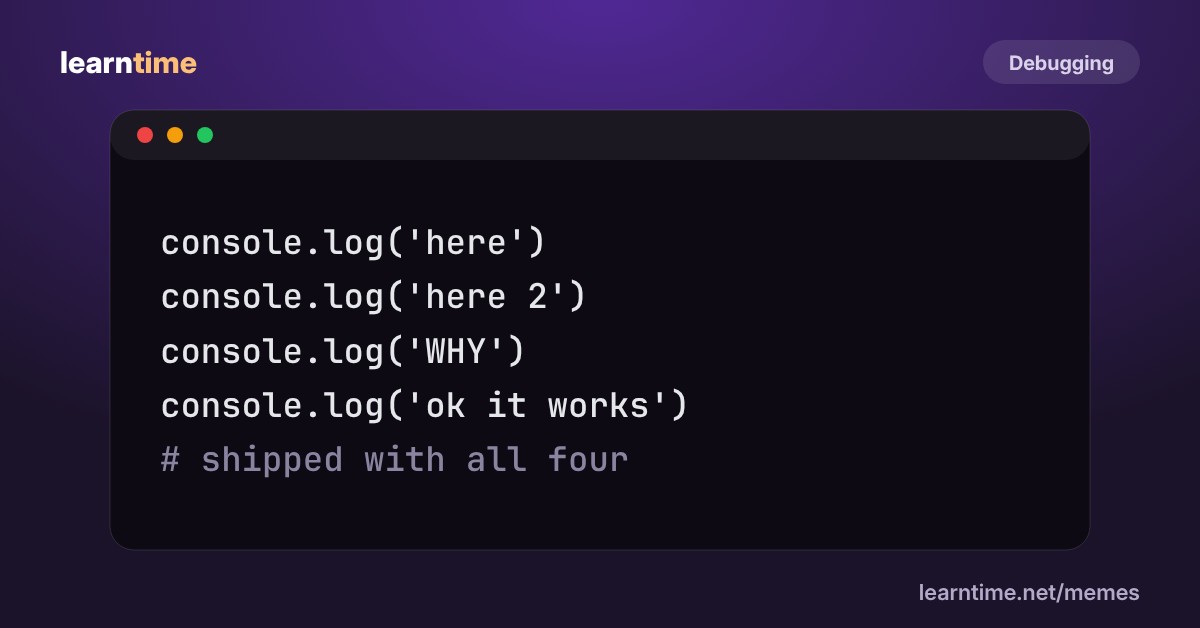 learntime
Debugging
console.log('here')
console.log('here 2')
console.log('WHY')
console.log('ok it works')
# shipped with all four
learntime.net/memes